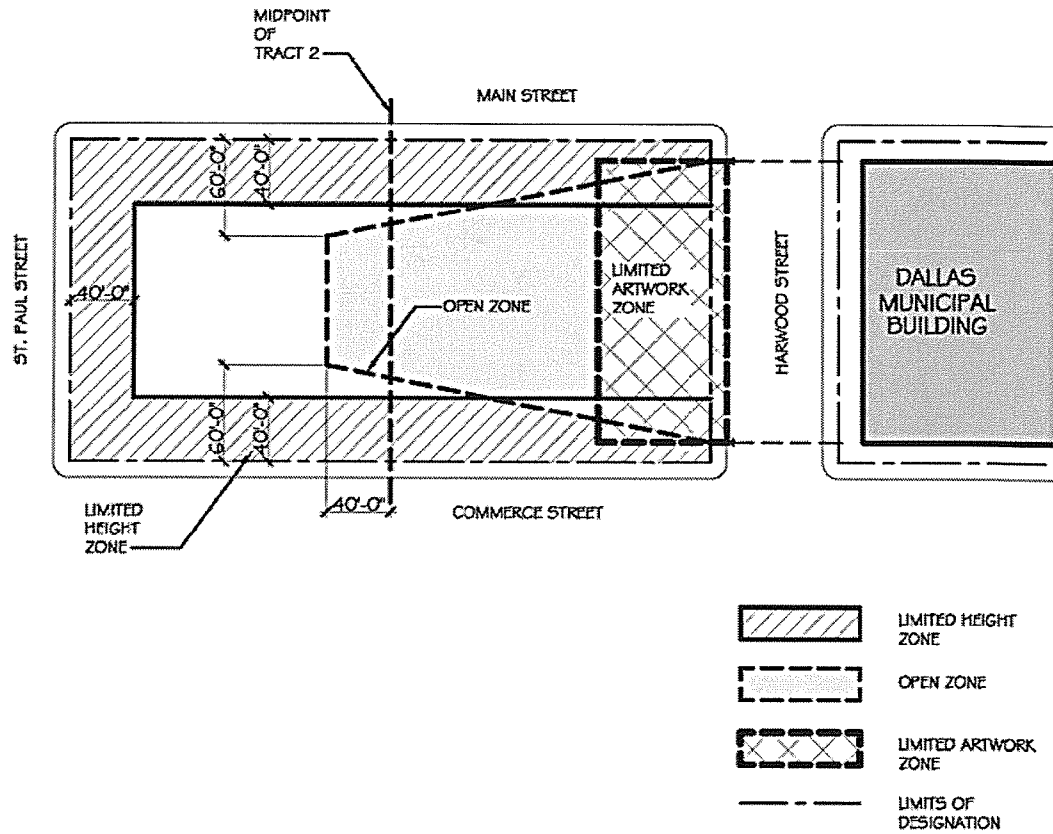 MIDPOINT
OF
TRACT 2
MAIN STREET
60'-0"
40'-0"
ST. PAUL STREET
40'-0"
LIMITED
ARTWORK
ZONE
OPEN ZONE
HARWOOD STREET
DALLAS
MUNICIPAL
BUILDING
60'-0"
40'-0"
40'-0"
LIMITED
HEIGHT
ZONE
COMMERCE STREET
LIMITED HEIGHT
ZONE
OPEN ZONE
LIMITED ARTWORK
ZONE
LIMITS OF
DESIGNATION